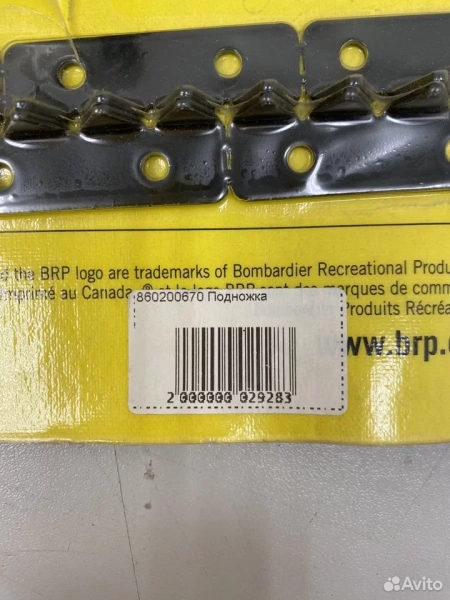 d the BRP logo are trademarks of Bombardier Recreational Produ
mprimé au Canada. ® et le logo BRP sont des marques de comm
Produits Récréa
860200670 Подножка
www.brp.
2 000000 029283
Avito